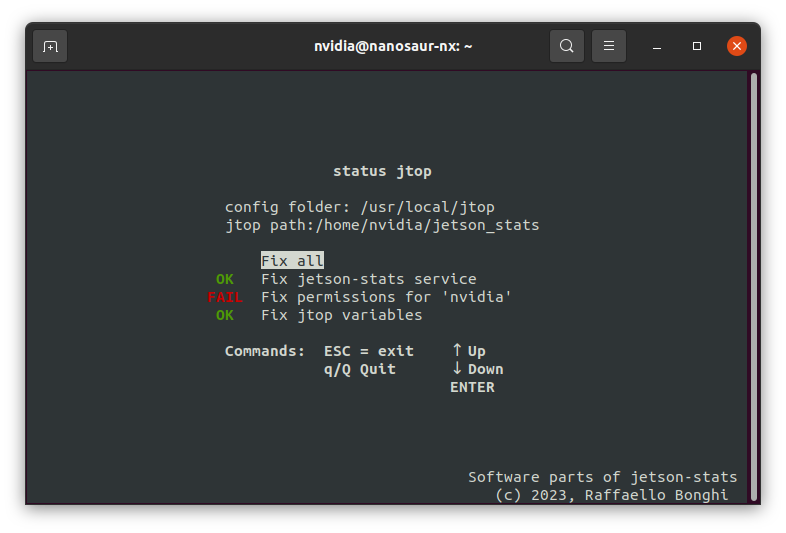 nvidia@nanosaur-nx: ~
status jtop
config folder: /usr/local/jtop
jtop path:/home/nvidia/jetson_stats
Fix all
OK Fix jetson-stats service
FAIL Fix permissions for 'nvidia'
OK Fix jtop variables
Commands: ESC = exit ↑ Up
q/Q Quit ↓ Down
ENTER
Software parts of jetson-stats
(c) 2023, Raffaello Bonghi